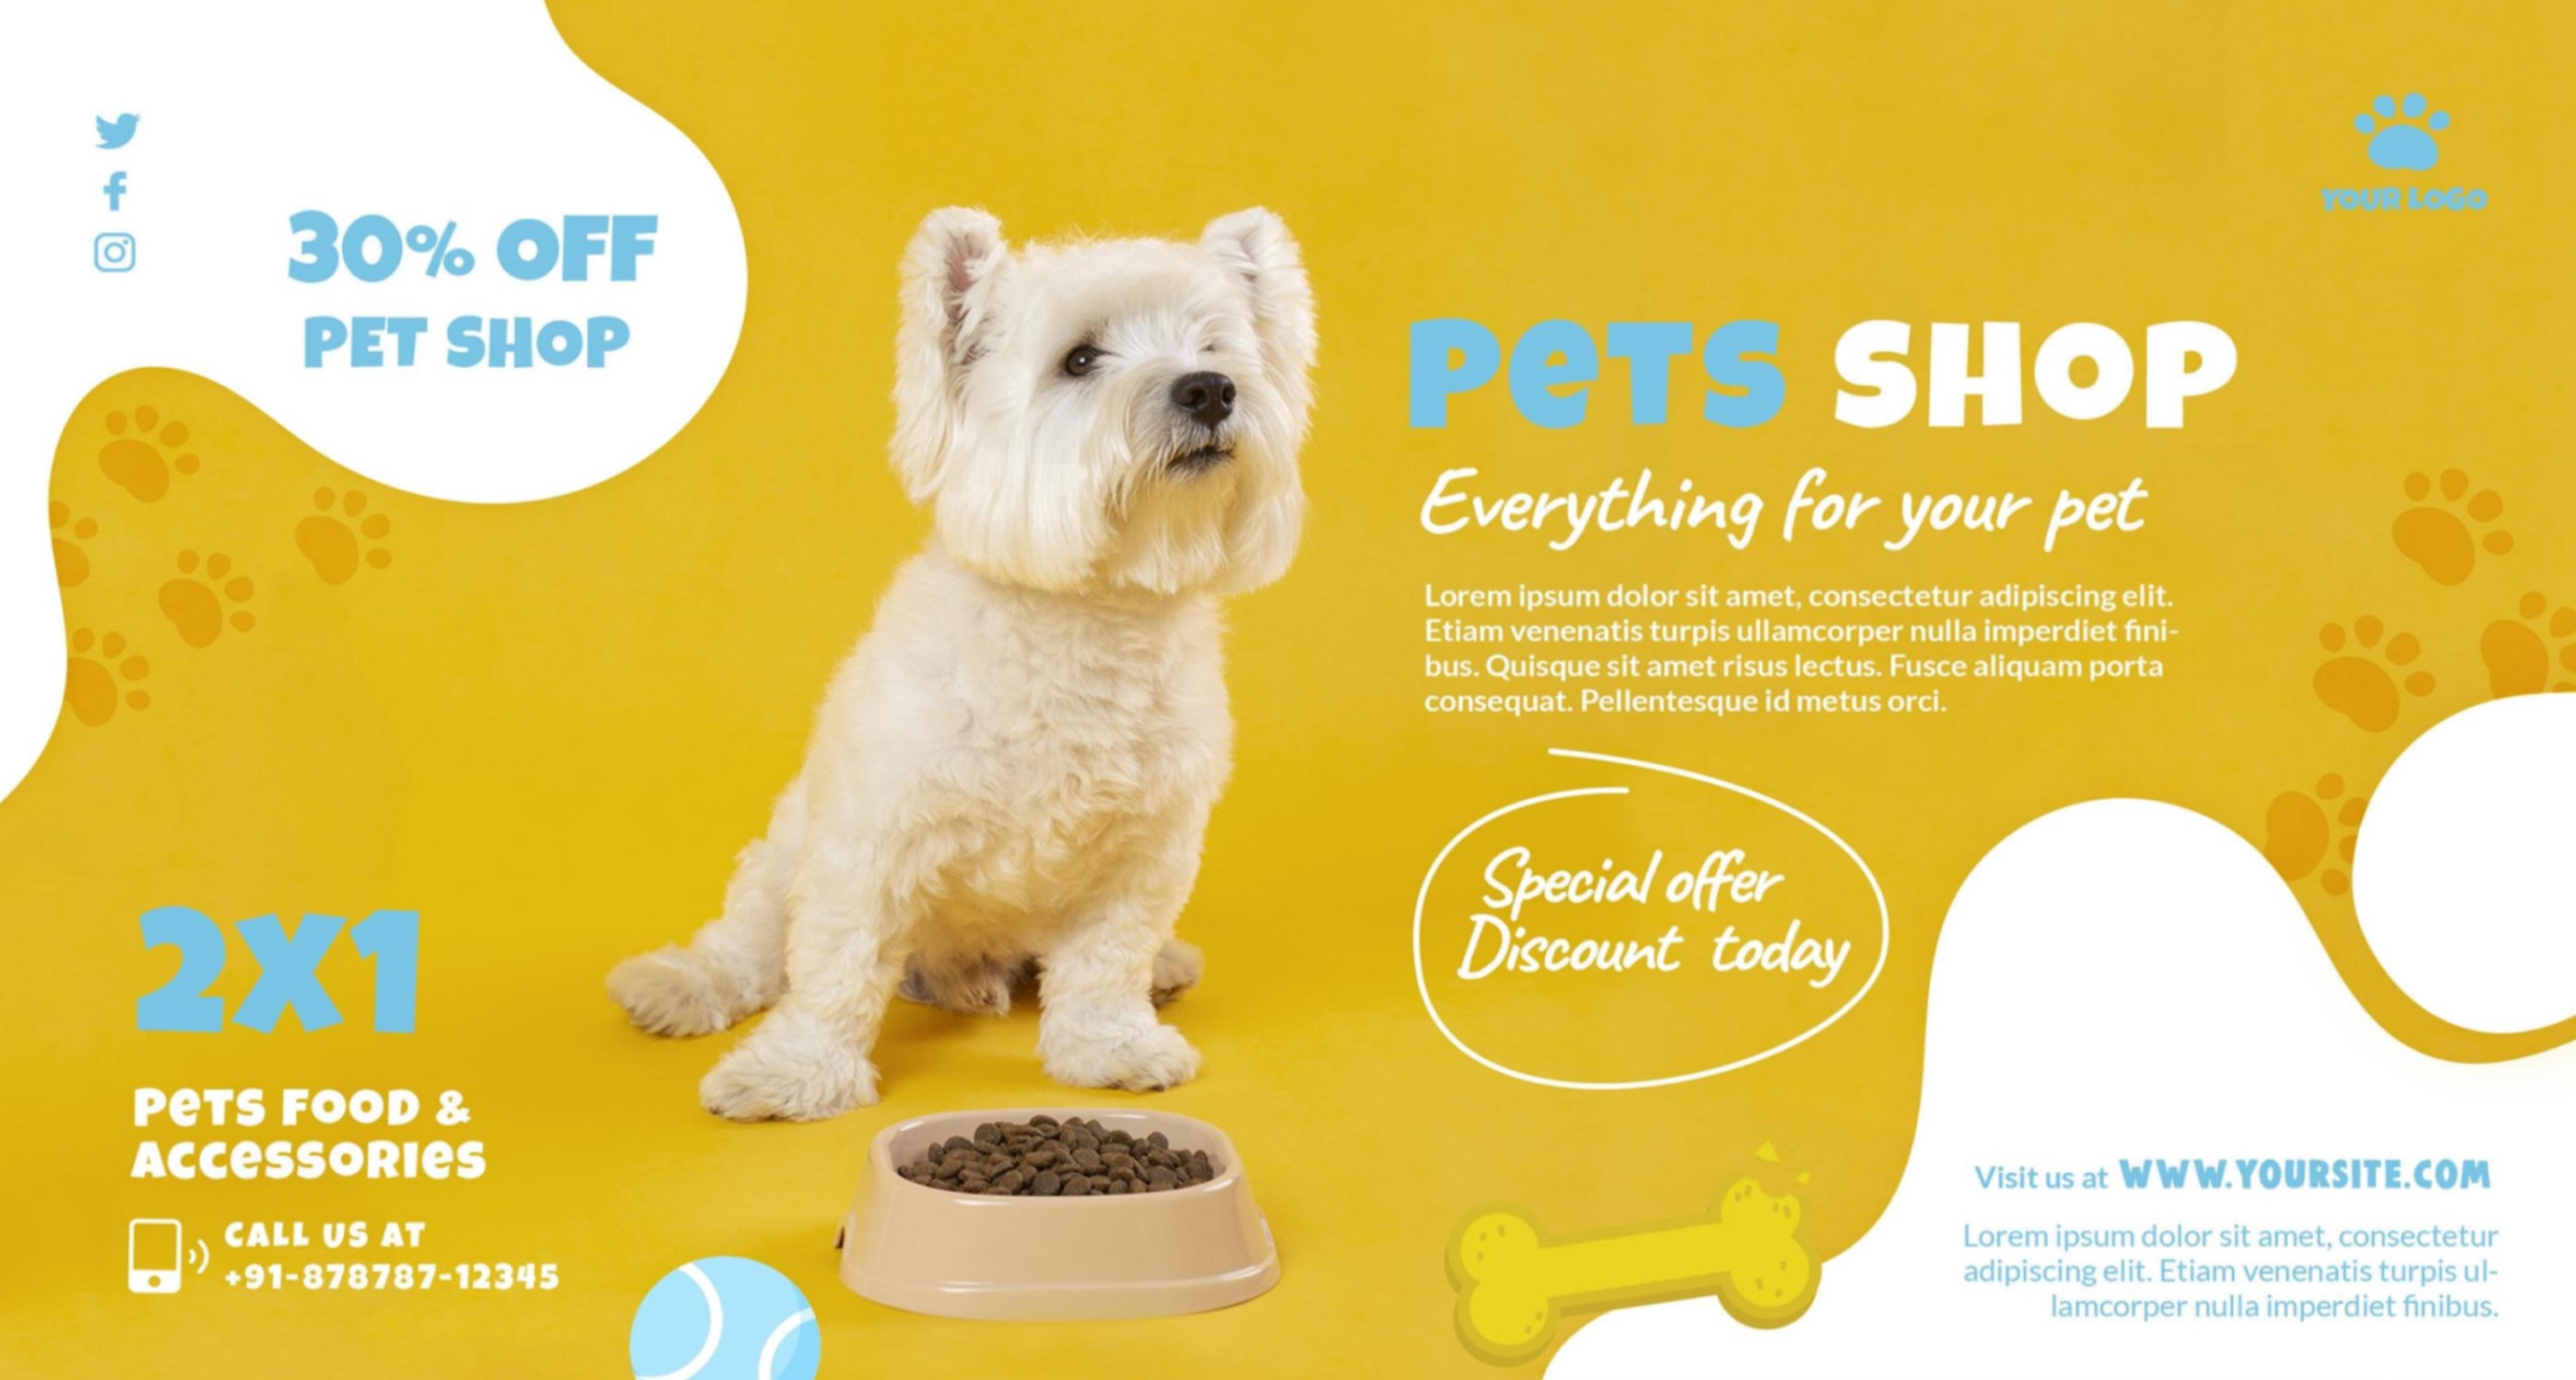 30% OFF
PET SHOP
YOUR LOGO
PeTS SHOP
Everything for your pet
Lorem ipsum dolor sit amet, consectetur adipiscing elit.
Etiam venenatis turpis ullamcorper nulla imperdiet fini-
bus. Quisque sit amet risus lectus. Fusce aliquam porta
consequat. Pellentesque id metus orci.
Special offer
Discount today
2X1
PeTS FOOD &
ACCeSSORIeS
CALL US AT
+91-878787-12345
Visit us at WWW.YOURSITE.COM
Lorem ipsum dolor sit amet, consectetur
adipiscing elit. Etiam venenatis turpis ul-
lamcorper nulla imperdiet finibus.